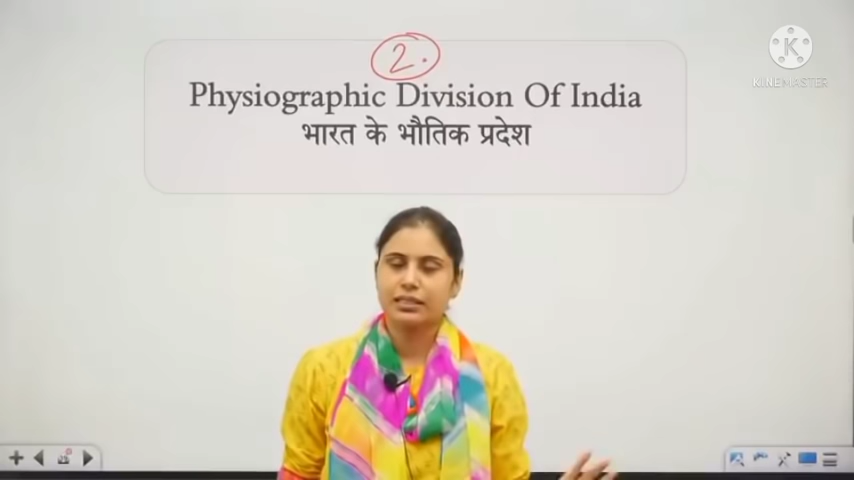 2.
Physiographic Division Of India
भारत के भौतिक प्रदेश
K
KINEMASTER